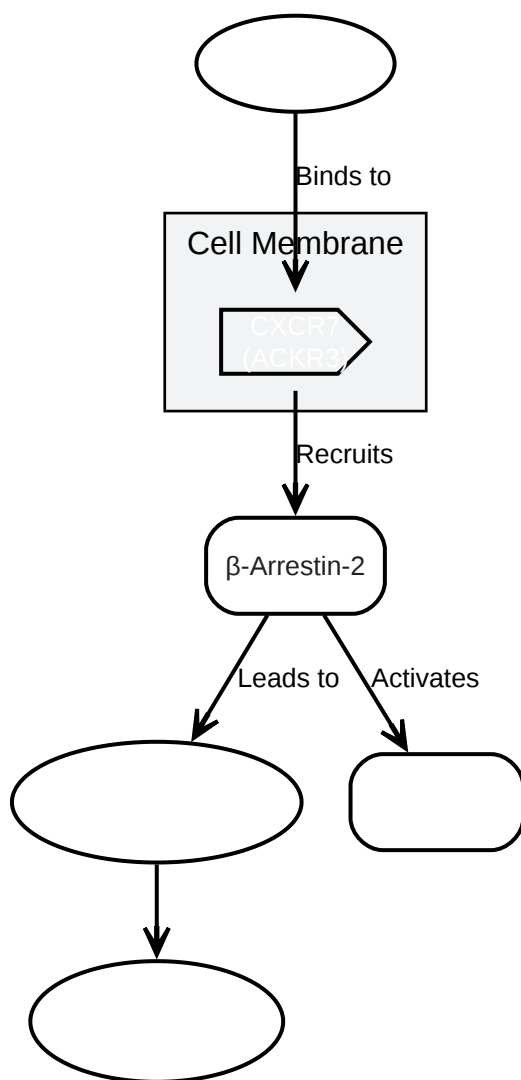 Binds to
Cell Membrane
CXCR7
(ACKR3)
Recruits
β-Arrestin-2
Leads to
Activates